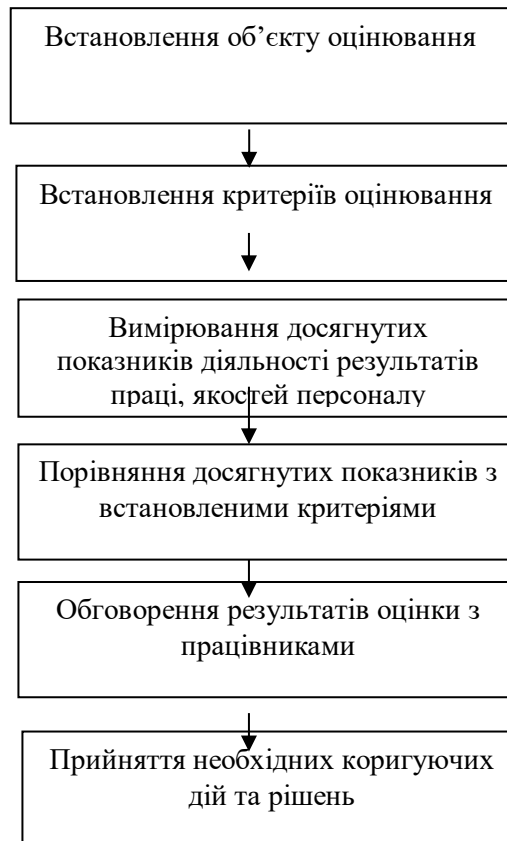 Встановлення об’єкту оцінювання
Встановлення критеріїв оцінювання
Вимірювання досягнутих
показників діяльності результатів
праці, якостей персоналу
Порівняння досягнутих показників з
встановленими критеріями
Обговорення результатів оцінки з
працівниками
Прийняття необхідних коригуючих
дій та рішень